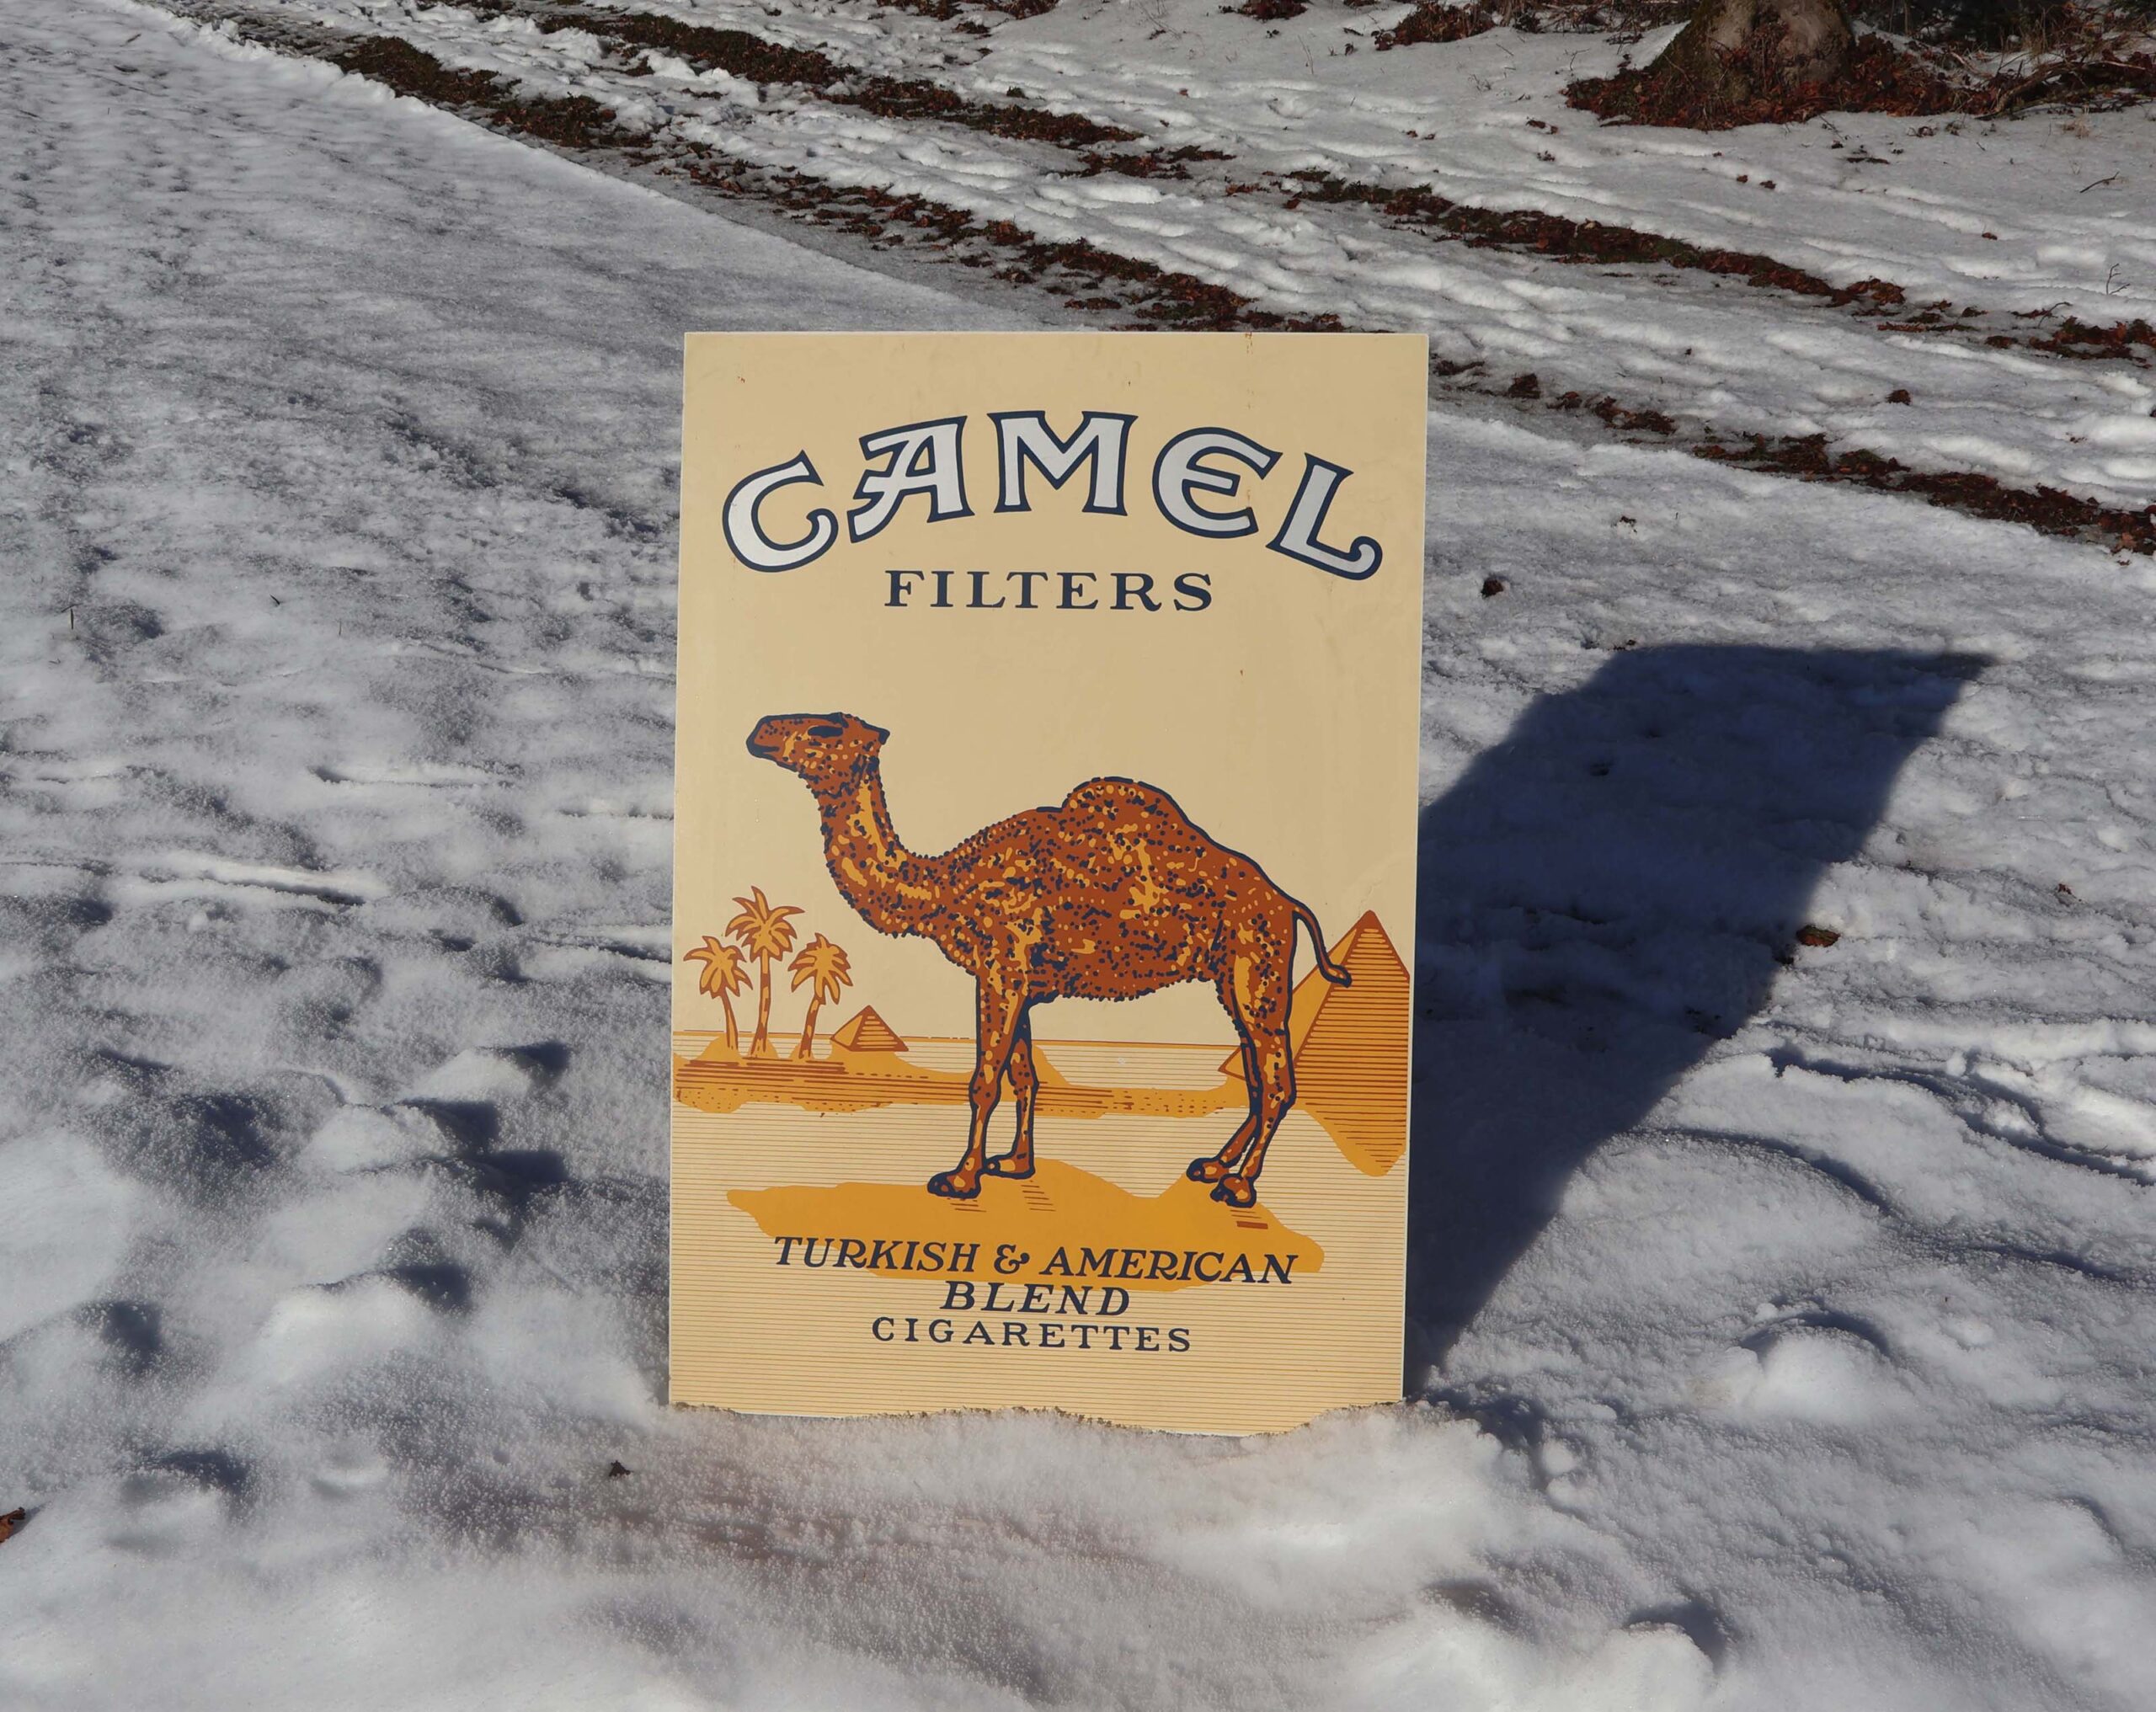 CAMEL
FILTERS
TURKISH & AMERICAN
BLEND
CIGARETTES